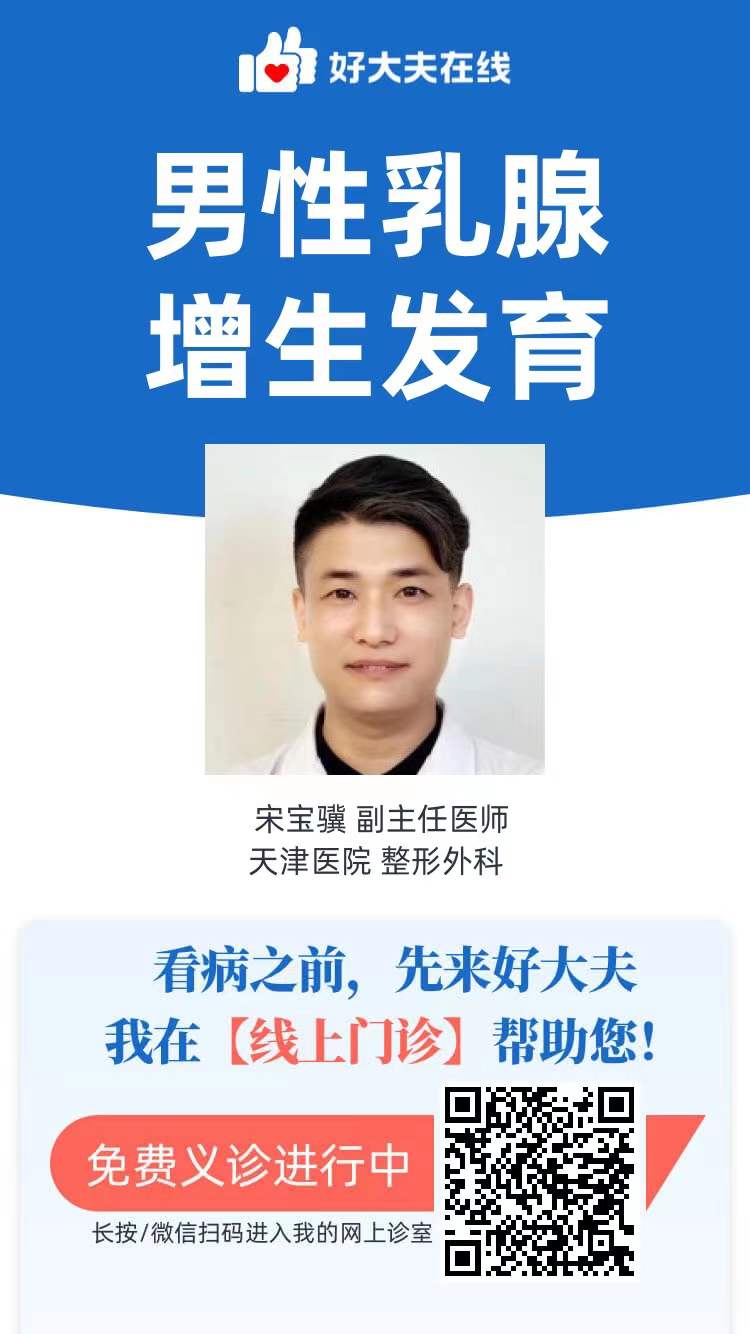 好大夫在线
男性乳腺
增生发育
宋宝骥 副主任医师
天津医院 整形外科
看病之前，先来好大夫
我在【线上门诊】帮助您！
免费义诊进行中
长按/微信扫码进入我的网上诊室